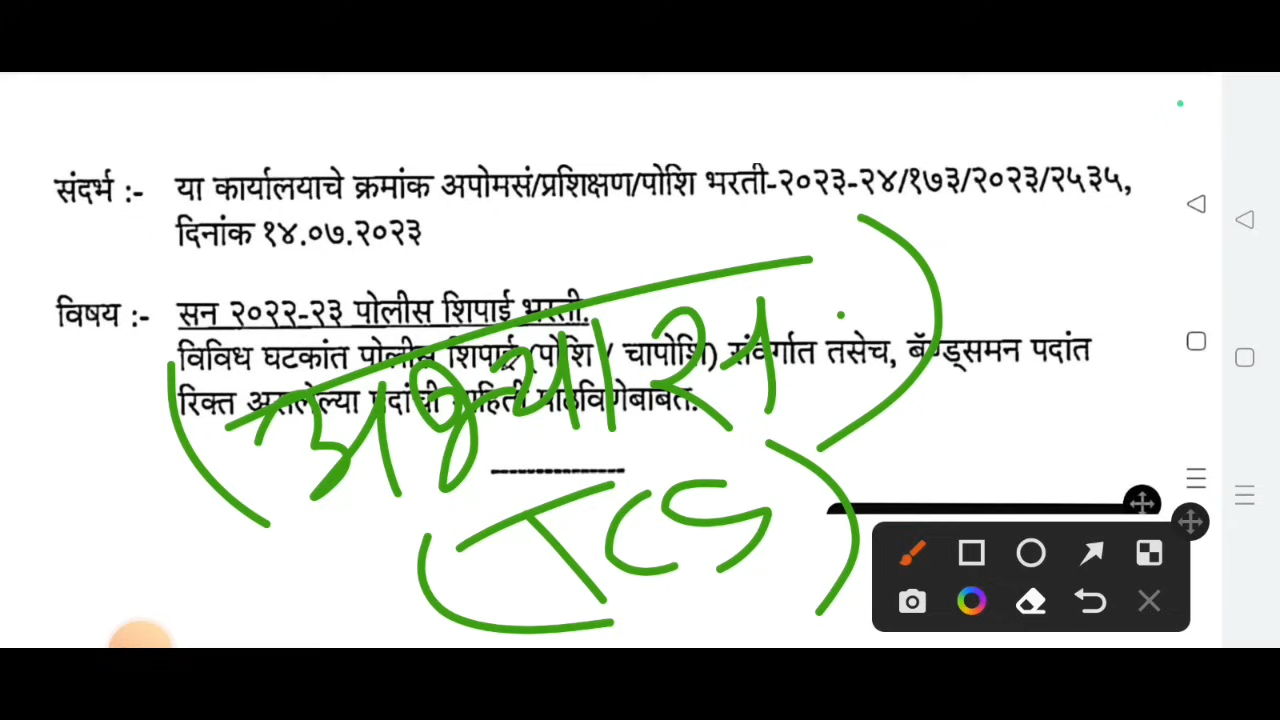 संदर्भ :- या कार्यालयाचे क्रमांक अपोमसं/प्रशिक्षण/पोशि भरती-२०२३-२४/१७३/२०२३/२५३५,
दिनांक १४.०७.२०२३
विषय :- सन २०२२-२३ पोलीस शिपाई भरती.
विविध घटकांत पोलीस शिपाई (पोशि / चापोशि) संवर्गात तसेच, बॅण्ड्समन पदांत
रिक्त असलेल्या पदांची माहिती पाठविणेबाबत.
(TCS)